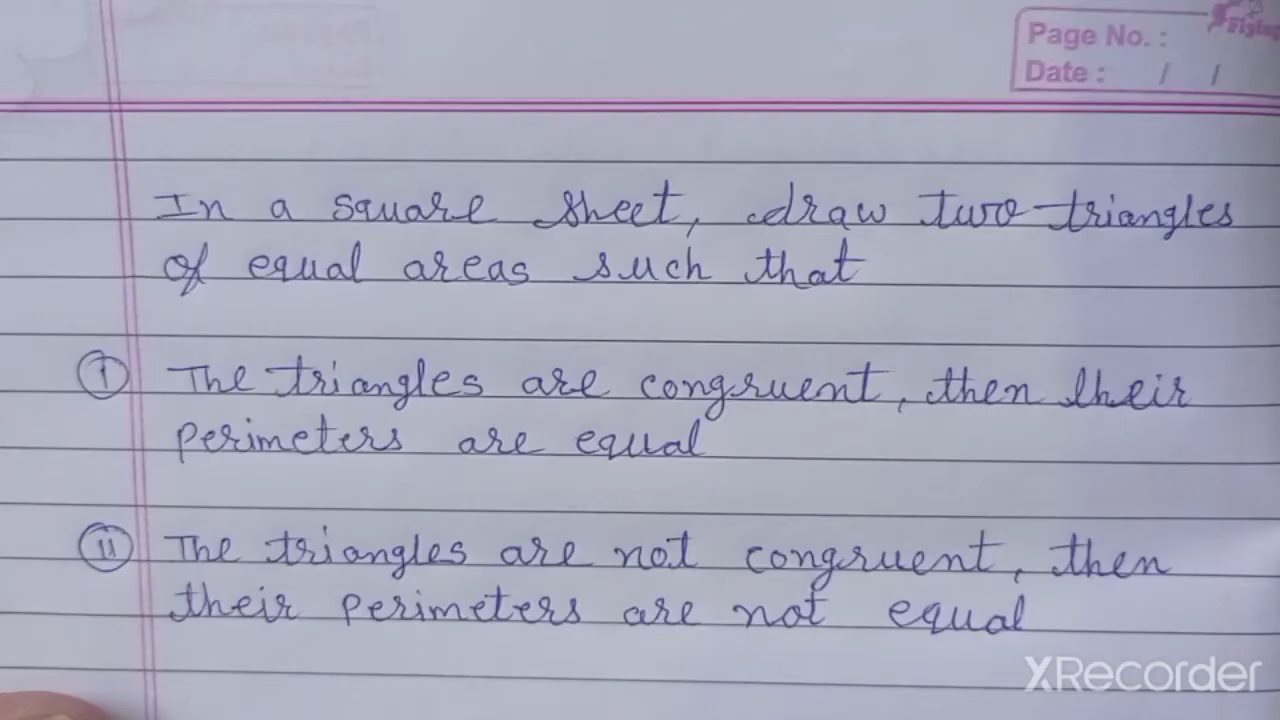 Page No. :
Date : / /
In a square sheet, draw two triangles
of equal areas such that
i The triangles are congruent, then their
perimeters are equal
ii The triangles are not congruent, then
their perimeters are not equal
XRecorder